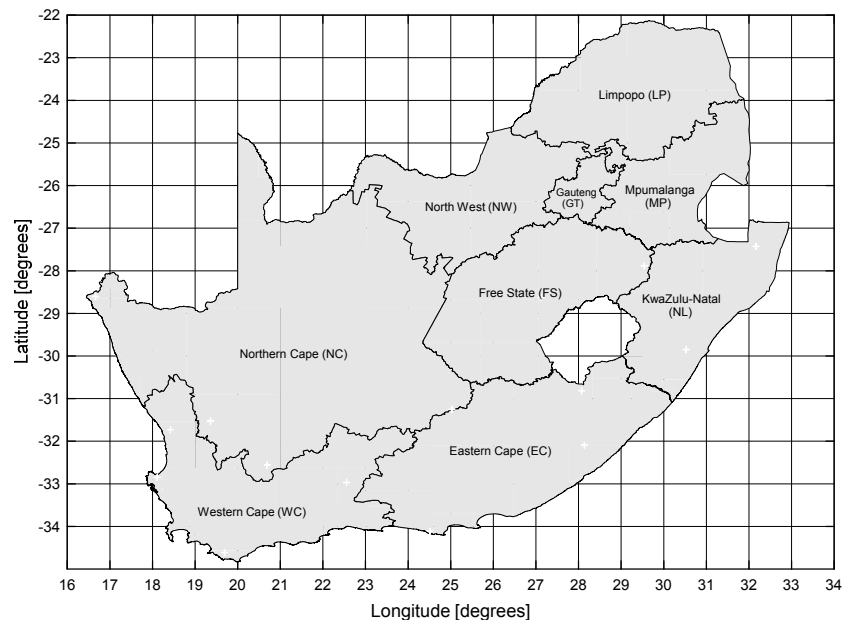 -22
-23
-24
-25
-26
-27
-28
-29
-30
-31
-32
-33
-34
Latitude [degrees]
Limpopo (LP)
Gauteng
(GT)
Mpumalanga
(MP)
North West (NW)
Free State (FS)
KwaZulu-Natal
(NL)
Northern Cape (NC)
Eastern Cape (EC)
Western Cape (WC)
16 17 18 19 20 21 22 23 24 25 26 27 28 29 30 31 32 33 34
Longitude [degrees]